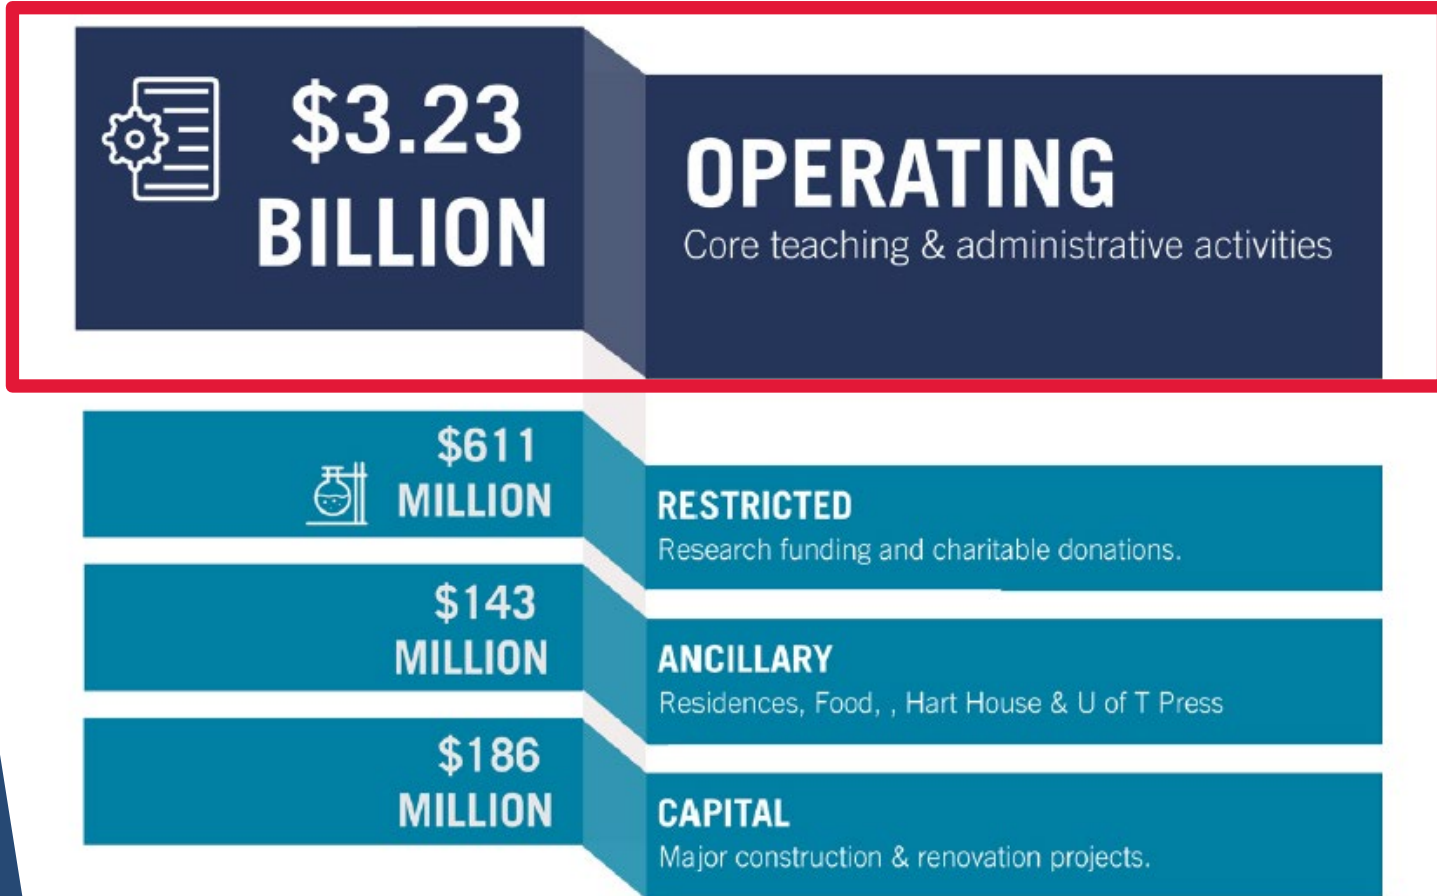 $3.23
BILLION
OPERATING
Core teaching & administrative activities
$611
MILLION
RESTRICTED
Research funding and charitable donations.
$143
MILLION
ANCILLARY
Residences, Food, , Hart House & U of T Press
$186
MILLION
CAPITAL
Major construction & renovation projects.